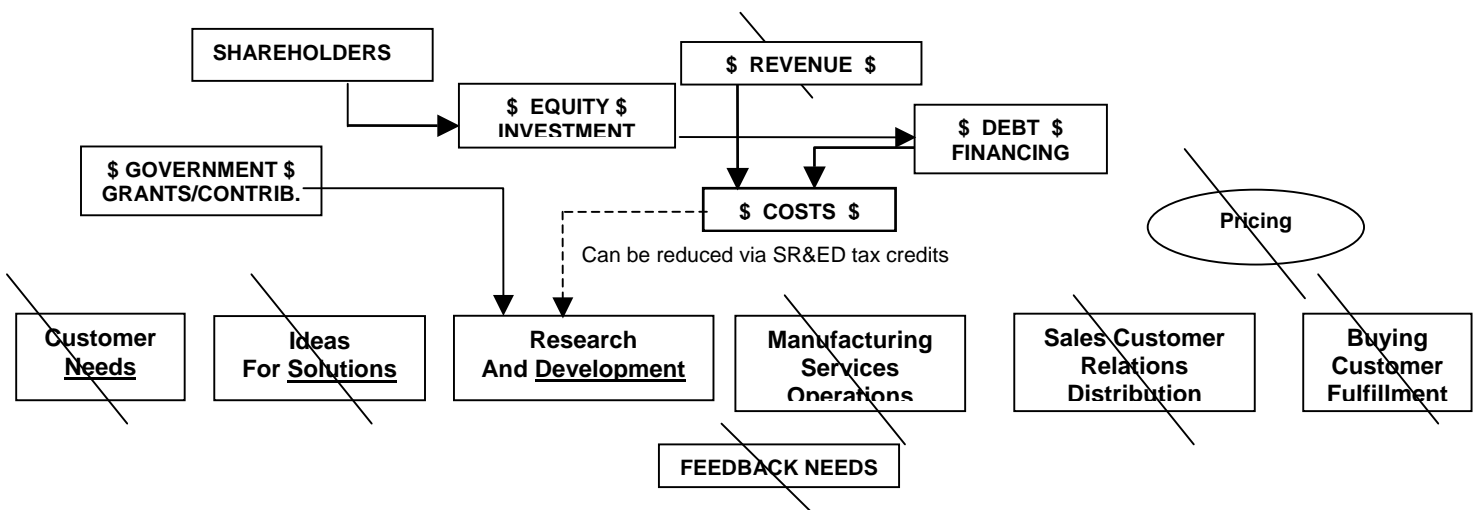 SHAREHOLDERS
$ REVENUE $
$ EQUITY $
INVESTMENT
$ DEBT $
FINANCING
$ GOVERNMENT $
GRANTS/CONTRIB.
$ COSTS $
Can be reduced via SR&ED tax credits
Pricing
Customer
Needs
Ideas
For Solutions
Research
And Development
Manufacturing
Services
Operations
Sales Customer
Relations
Distribution
Buying
Customer
Fulfillment
FEEDBACK NEEDS